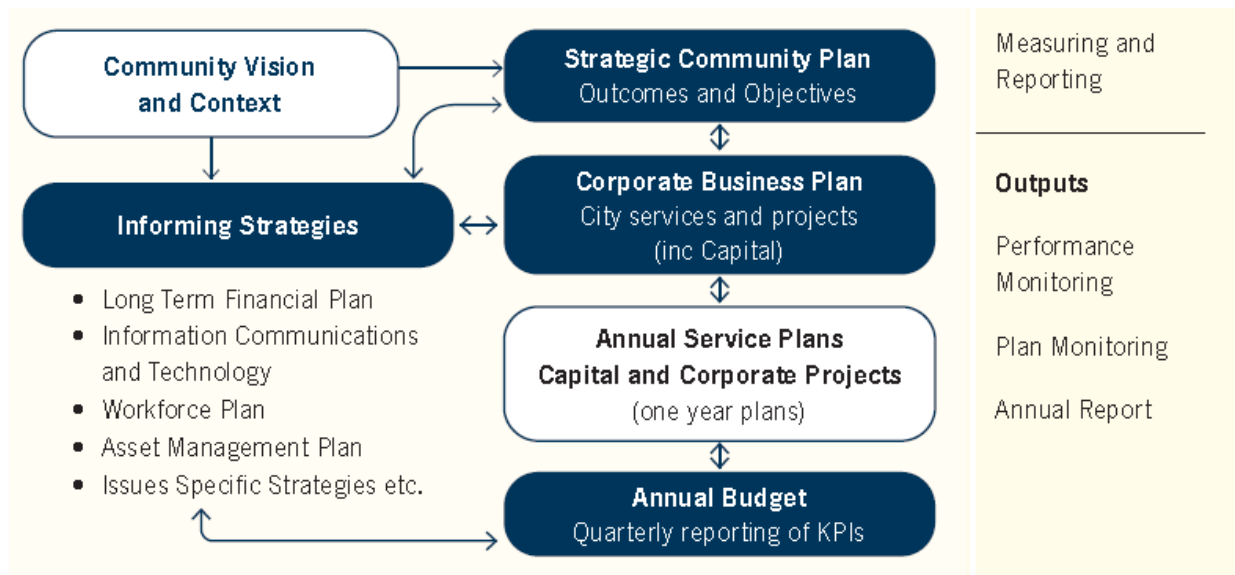 Community Vision
and Context
Informing Strategies
• Long Term Financial Plan
• Information Communications
and Technology
• Workforce Plan
• Asset Management Plan
• Issues Specific Strategies etc.
Strategic Community Plan
Outcomes and Objectives
Corporate Business Plan
City services and projects
(inc Capital)
Annual Service Plans
Capital and Corporate Projects
(one year plans)
Annual Budget
Quarterly reporting of KPIs
Measuring and
Reporting
Outputs
Performance
Monitoring
Plan Monitoring
Annual Report